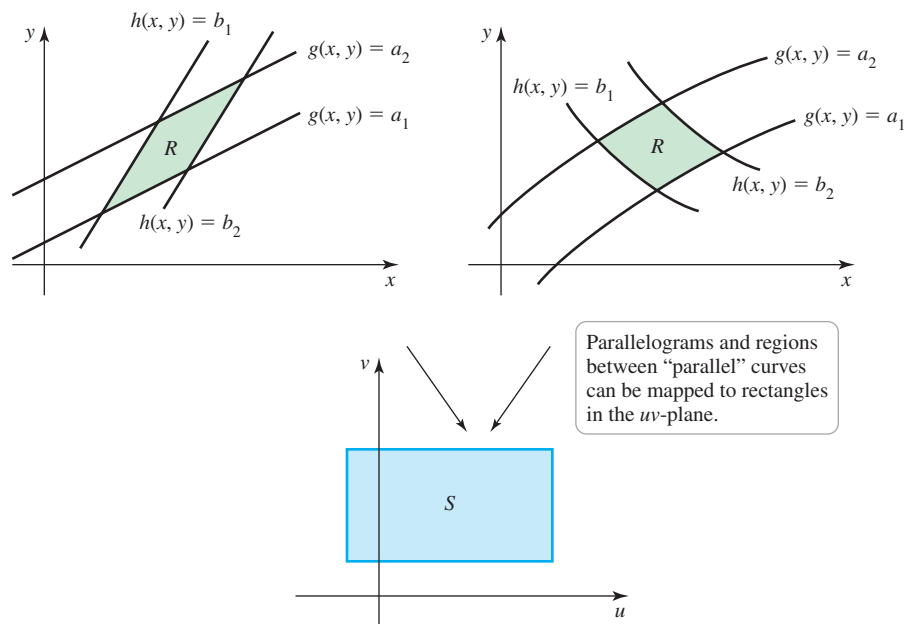 y
h(x, y) = b₁
g(x, y) = a₂
g(x, y) = a₁
R
h(x, y) = b₂
x
y
g(x, y) = a₂
h(x, y) = b₁
g(x, y) = a₁
R
h(x, y) = b₂
x
Parallelograms and regions
between “parallel” curves
can be mapped to rectangles
in the uv-plane.
v
S
u